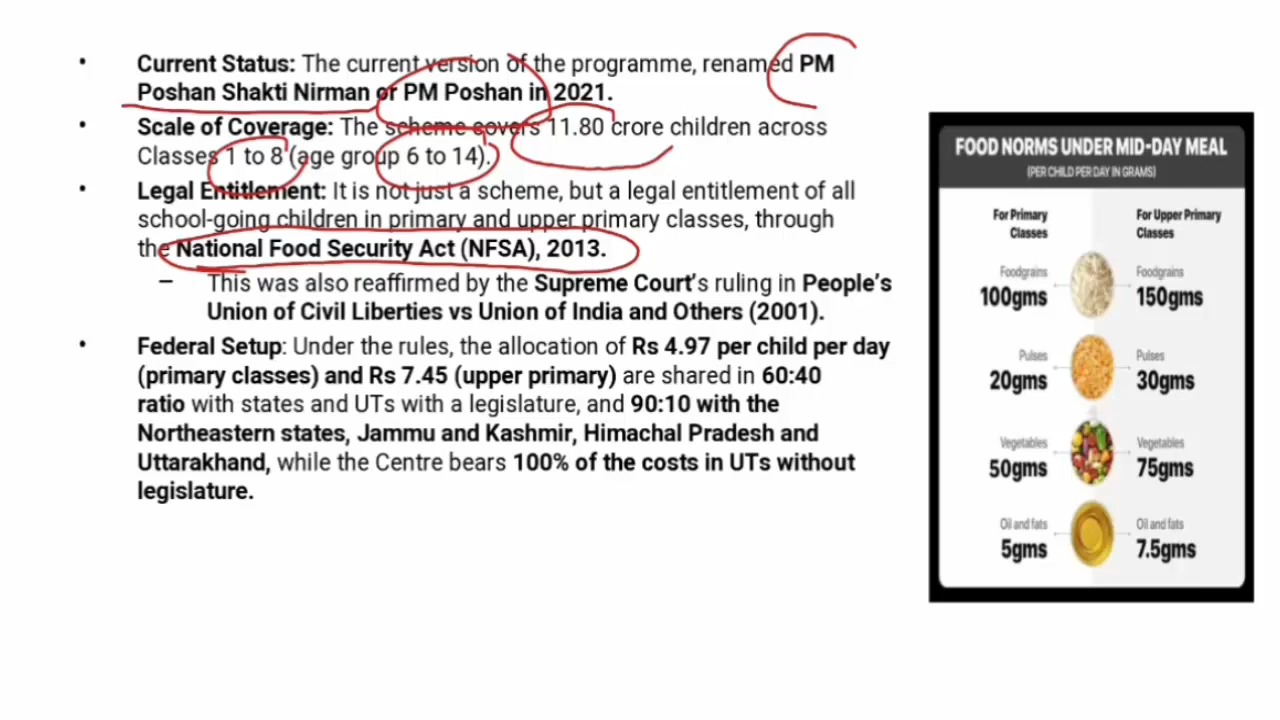 • Current Status: The current version of the programme, renamed PM
Poshan Shakti Nirman or PM Poshan in 2021.
• Scale of Coverage: The scheme covers 11.80 crore children across
Classes 1 to 8 (age group 6 to 14).
• Legal Entitlement: It is not just a scheme, but a legal entitlement of all
school-going children in primary and upper primary classes, through
the National Food Security Act (NFSA), 2013.
– This was also reaffirmed by the Supreme Court's ruling in People's
Union of Civil Liberties vs Union of India and Others (2001).
• Federal Setup: Under the rules, the allocation of Rs 4.97 per child per day
(primary classes) and Rs 7.45 (upper primary) are shared in 60:40
ratio with states and UTs with a legislature, and 90:10 with the
Northeastern states, Jammu and Kashmir, Himachal Pradesh and
Uttarakhand, while the Centre bears 100% of the costs in UTs without
legislature.
FOOD NORMS UNDER MID-DAY MEAL
(PER CHILD PER DAY IN GRAMS)
For Primary
Classes
Foodgrains
100gms
Pulses
20gms
Vegetables
50gms
Oil and fats
5gms
For Upper Primary
Classes
Foodgrains
150gms
Pulses
30gms
Vegetables
75gms
Oil and fats
7.5gms